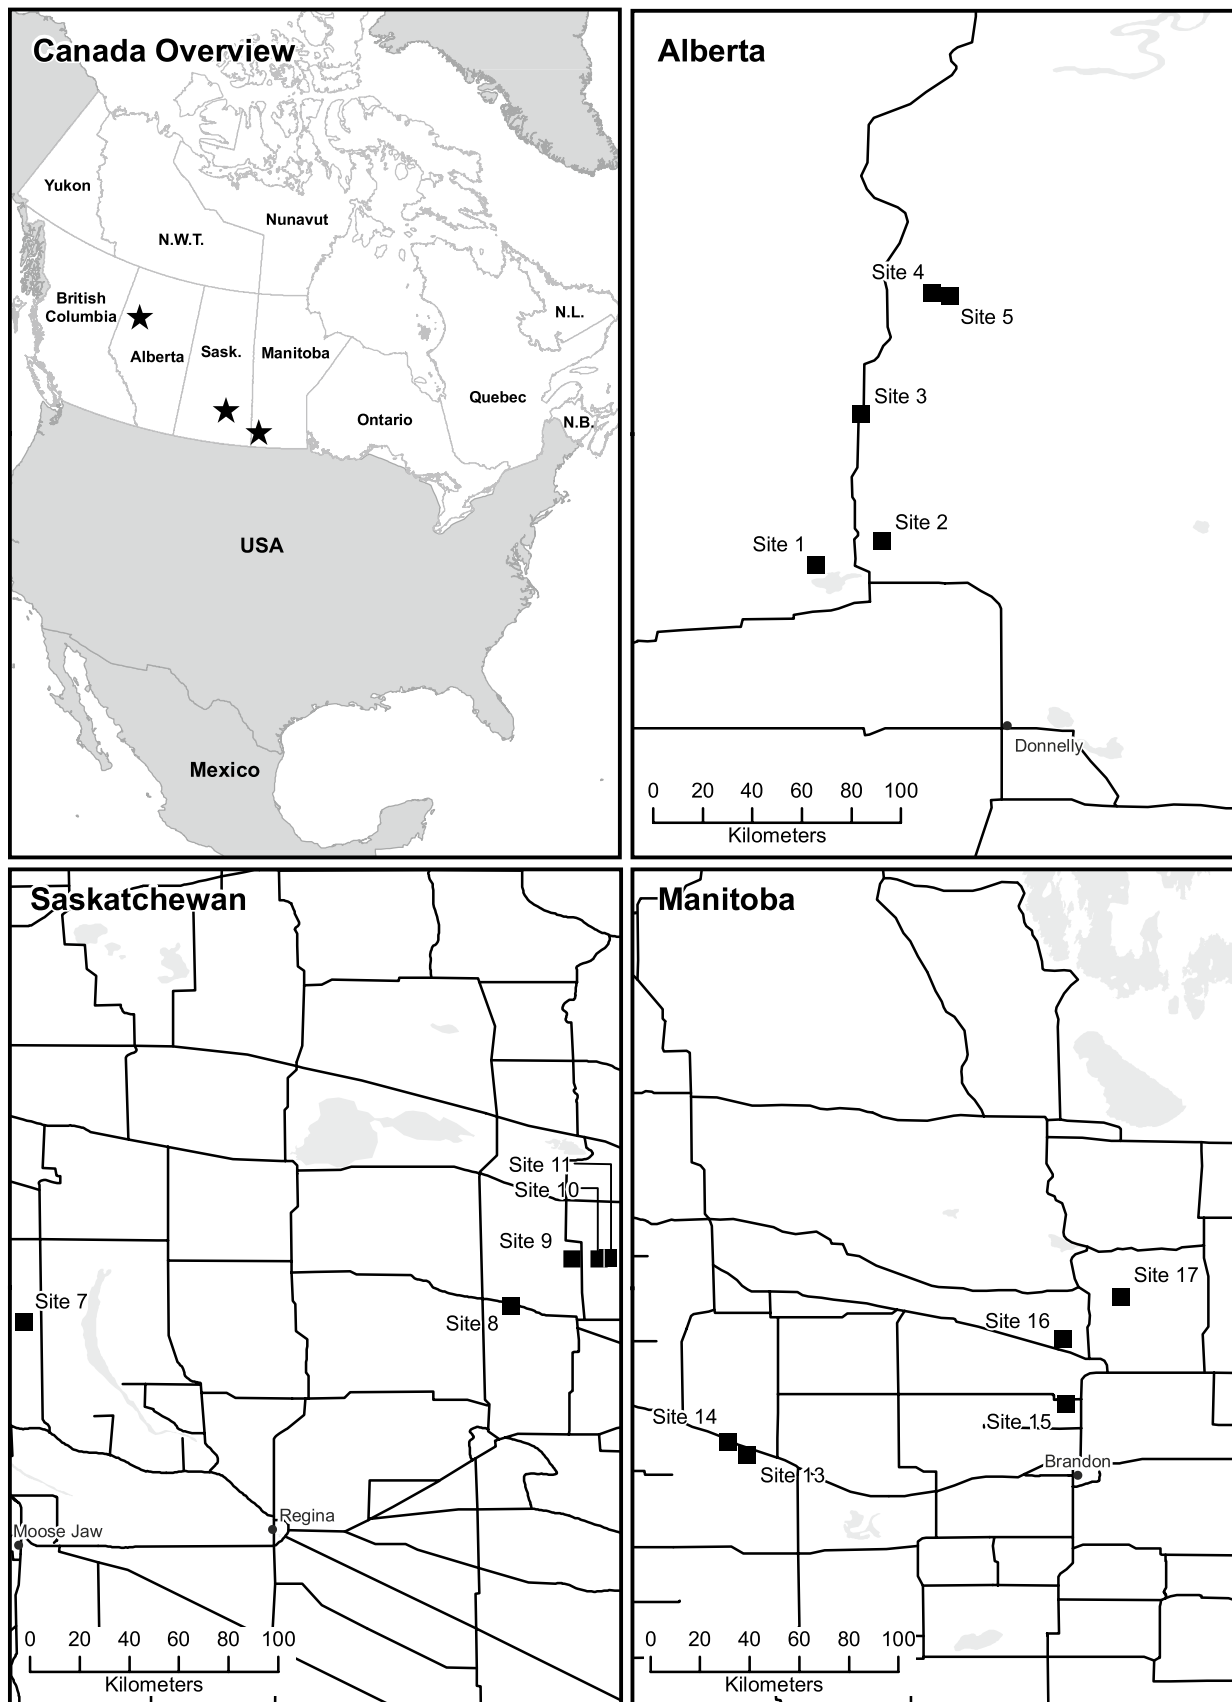 Canada Overview
Yukon
N.W.T.
Nunavut
British
Columbia
Alberta
Sask.
Manitoba
Ontario
Quebec
N.L.
N.B.
USA
Mexico
Alberta
Site 4
Site 5
Site 3
Site 2
Site 1
Donnelly
0 20 40 60 80 100
Kilometers
Saskatchewan
Site 11
Site 10
Site 9
Site 7
Site 8
Regina
Moose Jaw
0 20 40 60 80 100
Kilometers
Manitoba
Site 17
Site 16
Site 15
Site 14
Site 13
Brandon
0 20 40 60 80 100
Kilometers